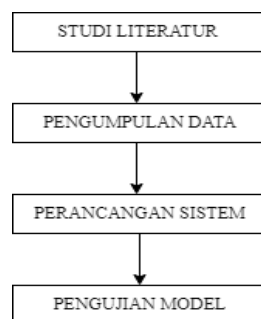 STUDI LITERATUR
PENGUMPULAN DATA
PERANCANGAN SISTEM
PENGUJIAN MODEL